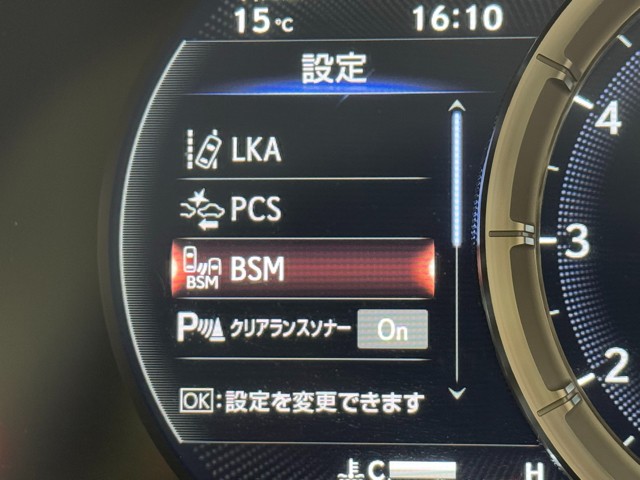 15℃
16:10
設定
LKA
PCS
BSM
BSM
P クリアランスソナー On
OK:設定を変更できます
4
3
2
C H